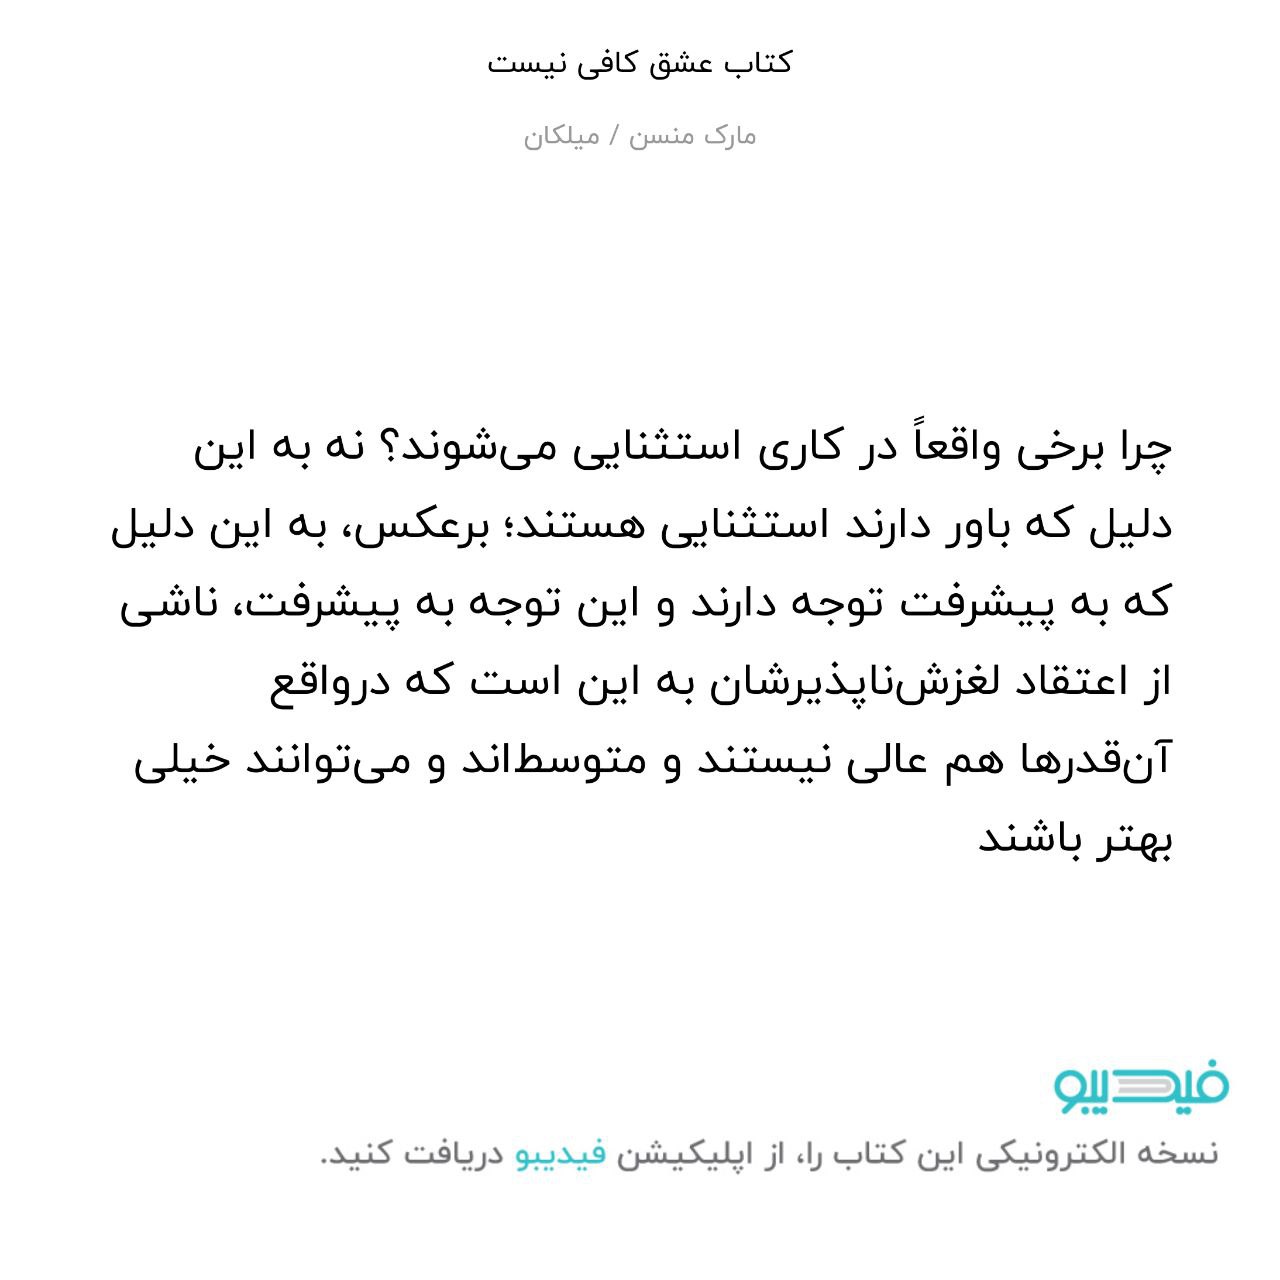 کتاب عشق کافی نیست
مارک منسن / میلکان
چرا برخی واقعاً در کاری استثنایی می‌شوند؟ نه به این
دلیل که باور دارند استثنایی هستند؛ برعکس، به این دلیل
که به پیشرفت توجه دارند و این توجه به پیشرفت، ناشی
از اعتقاد لغزش‌ناپذیرشان به این است که درواقع
آن‌قدرها هم عالی نیستند و متوسط‌اند و می‌توانند خیلی
بهتر باشند
فیدیبو
نسخه الکترونیکی این کتاب را، از اپلیکیشن فیدیبو دریافت کنید.